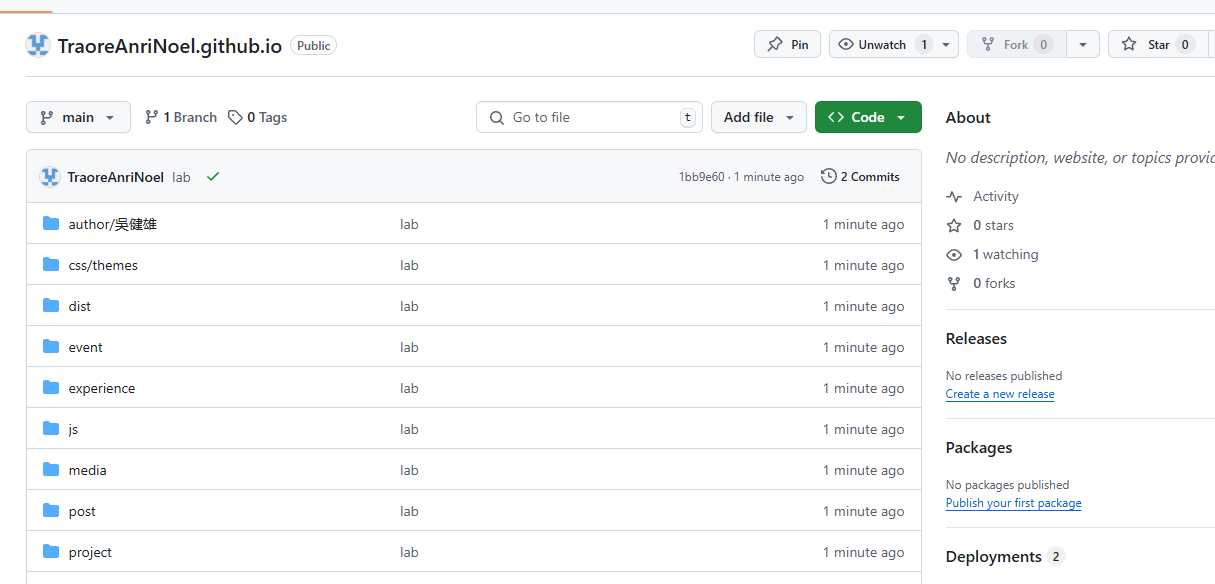 TraoreAnriNoel.github.io Public Pin Unwatch 1 Fork 0 Star 0
main 1 Branch 0 Tags Go to file t Add file Code
About
No description, website, or topics
TraoreAnriNoel lab 1bb9e60 · 1 minute ago 2 Commits
author/吳健雄 lab 1 minute ago
css/themes lab 1 minute ago
dist lab 1 minute ago
event lab 1 minute ago
experience lab 1 minute ago
js lab 1 minute ago
media lab 1 minute ago
post lab 1 minute ago
project lab 1 minute ago
Activity
0 stars
1 watching
0 forks
Releases
No releases published
Create a new release
Packages
No packages published
Publish your first package
Deployments 2